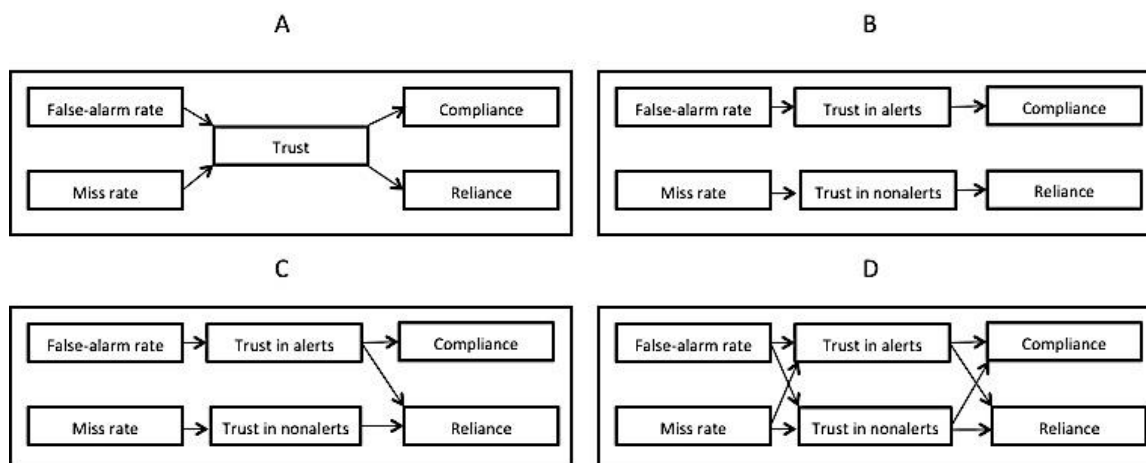 A
False-alarm rate
Compliance
Trust
Miss rate
Reliance
B
False-alarm rate
Trust in alerts
Compliance
Miss rate
Trust in nonalerts
Reliance
C
False-alarm rate
Trust in alerts
Compliance
Miss rate
Trust in nonalerts
Reliance
D
False-alarm rate
Trust in alerts
Compliance
Miss rate
Trust in nonalerts
Reliance